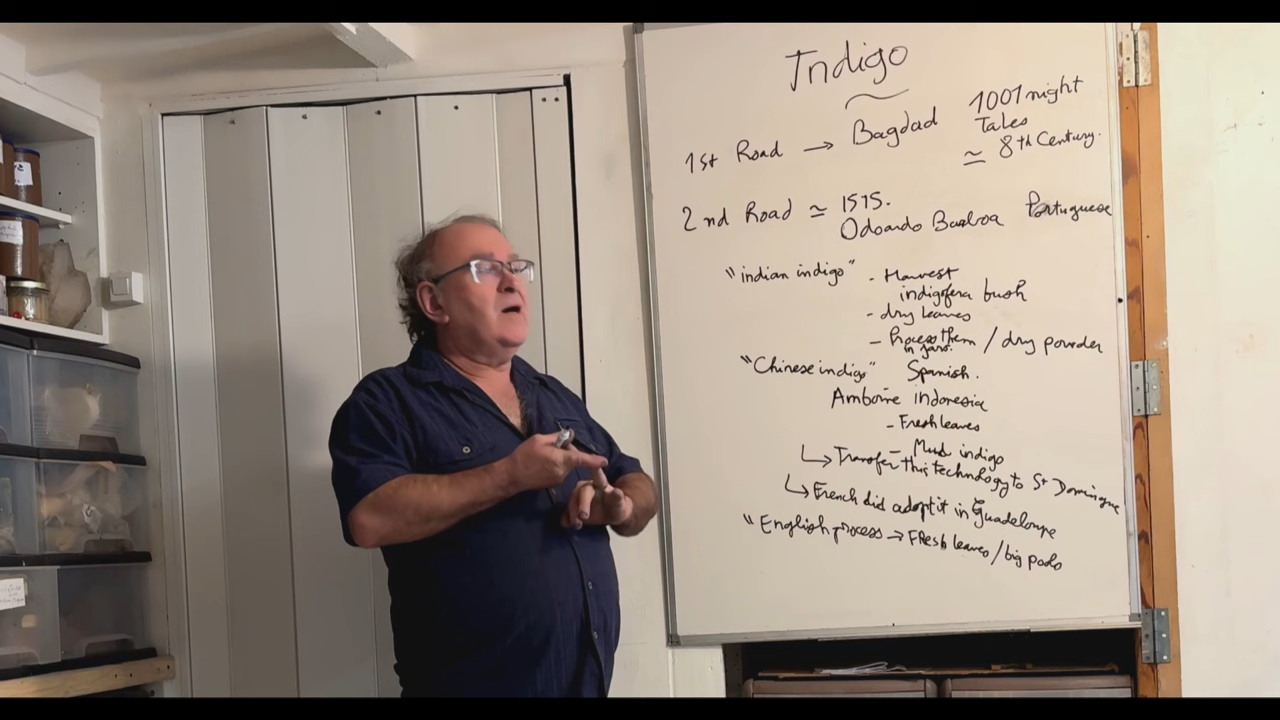 Indigo
1st Road → Bagdad 1001 night
Tales
≃ 8th Century.
2nd Road ≃ 1515.
Odoardo Barboa Portuguese
"indian indigo" - Harvest
indigofera bush
- dry leaves
- Process them / dry powder
in jars.
"Chinese indigo" Spanish.
Amboine indonesia
- Fresh leaves
- Mud indigo
↳ Transfer this technology to St Domingue
↳ French did adopt it in Guadeloupe
"English process → Fresh leaves / big pools